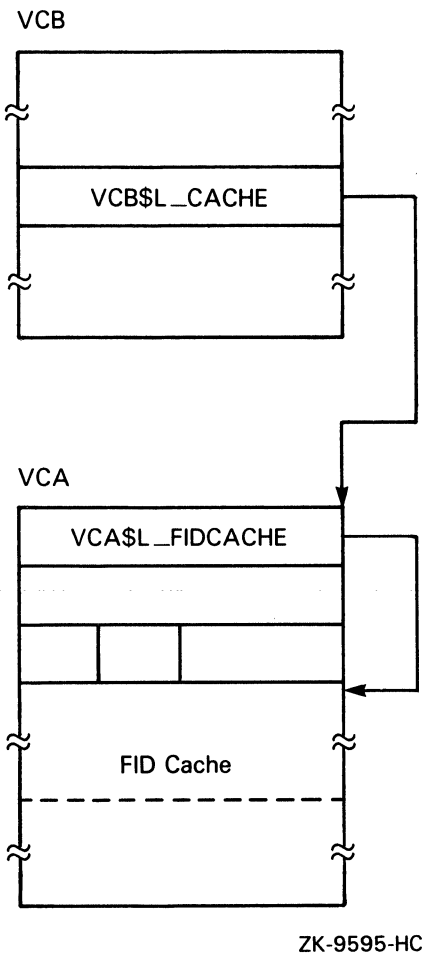 VCB
VCB$L_CACHE
VCA
VCA$L_FIDCACHE
FID Cache
ZK-9595-HC